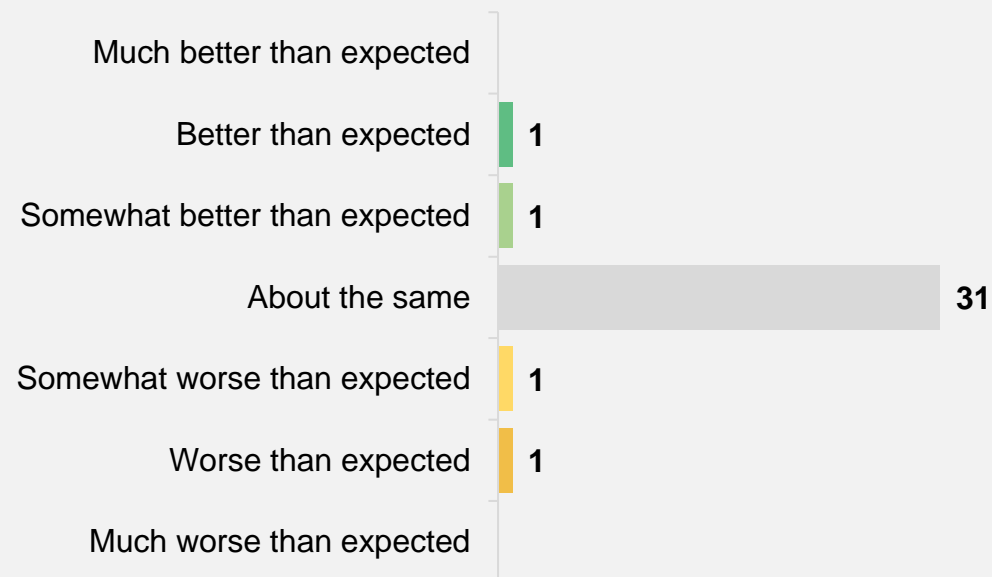 Much better than expected
Better than expected 1
Somewhat better than expected 1
About the same 31
Somewhat worse than expected 1
Worse than expected 1
Much worse than expected